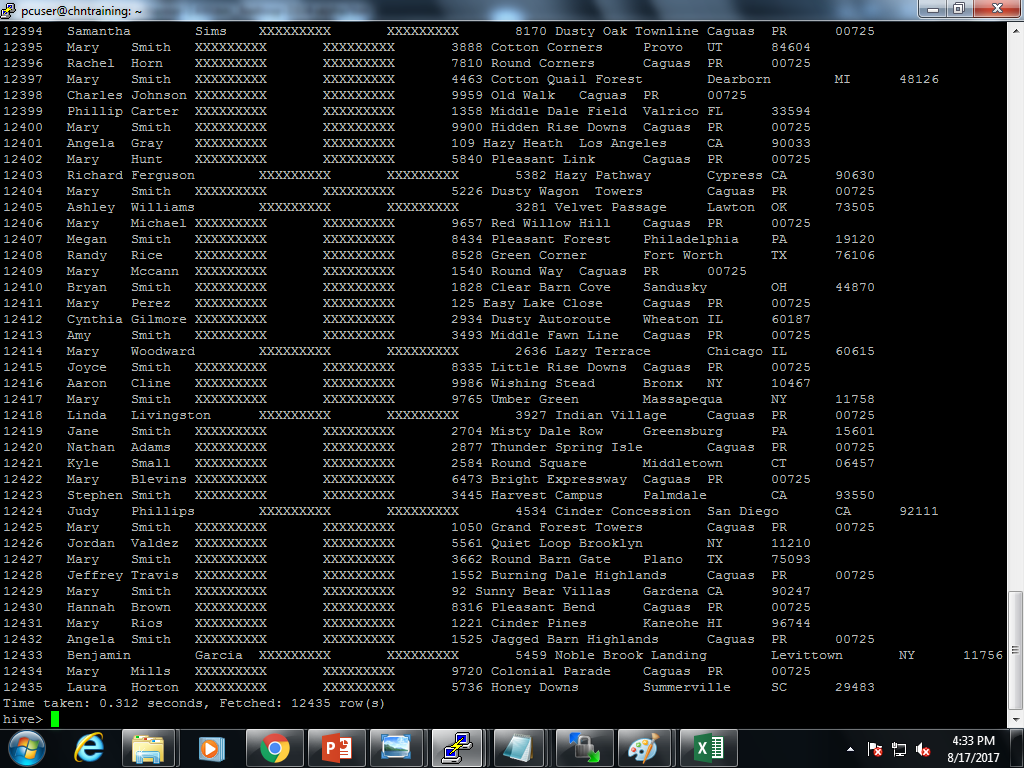 pcuser@chntraining: ~
12394 Samantha Sims XXXXXXXXX XXXXXXXXX 8170 Dusty Oak Townline Caguas PR 00725
12395 Mary Smith XXXXXXXXX XXXXXXXXX 3888 Cotton Corners Provo UT 84604
12396 Rachel Horn XXXXXXXXX XXXXXXXXX 7810 Round Corners Caguas PR 00725
12397 Mary Smith XXXXXXXXX XXXXXXXXX 4463 Cotton Quail Forest Dearborn MI 48126
12398 Charles Johnson XXXXXXXXX XXXXXXXXX 9959 Old Walk Caguas PR 00725
12399 Phillip Carter XXXXXXXXX XXXXXXXXX 1358 Middle Dale Field Valrico FL 33594
12400 Mary Smith XXXXXXXXX XXXXXXXXX 9900 Hidden Rise Downs Caguas PR 00725
12401 Angela Gray XXXXXXXXX XXXXXXXXX 109 Hazy Heath Los Angeles CA 90033
12402 Mary Hunt XXXXXXXXX XXXXXXXXX 5840 Pleasant Link Caguas PR 00725
12403 Richard Ferguson XXXXXXXXX XXXXXXXXX 5382 Hazy Pathway Cypress CA 90630
12404 Mary Smith XXXXXXXXX XXXXXXXXX 5226 Dusty Wagon Towers Caguas PR 00725
12405 Ashley Williams XXXXXXXXX XXXXXXXXX 3281 Velvet Passage Lawton OK 73505
12406 Mary Michael XXXXXXXXX XXXXXXXXX 9657 Red Willow Hill Caguas PR 00725
12407 Megan Smith XXXXXXXXX XXXXXXXXX 8434 Pleasant Forest Philadelphia PA 19120
12408 Randy Rice XXXXXXXXX XXXXXXXXX 8528 Green Corner Fort Worth TX 76106
12409 Mary Mccann XXXXXXXXX XXXXXXXXX 1540 Round Way Caguas PR 00725
12410 Bryan Smith XXXXXXXXX XXXXXXXXX 1828 Clear Barn Cove Sandusky OH 44870
12411 Mary Perez XXXXXXXXX XXXXXXXXX 125 Easy Lake Close Caguas PR 00725
12412 Cynthia Gilmore XXXXXXXXX XXXXXXXXX 2934 Dusty Autoroute Wheaton IL 60187
12413 Amy Smith XXXXXXXXX XXXXXXXXX 3493 Middle Fawn Line Caguas PR 00725
12414 Mary Woodward XXXXXXXXX XXXXXXXXX 2636 Lazy Terrace Chicago IL 60615
12415 Joyce Smith XXXXXXXXX XXXXXXXXX 8335 Little Rise Downs Caguas PR 00725
12416 Aaron Cline XXXXXXXXX XXXXXXXXX 9986 Wishing Stead Bronx NY 10467
12417 Mary Smith XXXXXXXXX XXXXXXXXX 9765 Umber Green Massapequa NY 11758
12418 Linda Livingston XXXXXXXXX XXXXXXXXX 3927 Indian Village Caguas PR 00725
12419 Jane Smith XXXXXXXXX XXXXXXXXX 2704 Misty Dale Row Greensburg PA 15601
12420 Nathan Adams XXXXXXXXX XXXXXXXXX 2877 Thunder Spring Isle Caguas PR 00725
12421 Kyle Small XXXXXXXXX XXXXXXXXX 2584 Round Square Middletown CT 06457
12422 Mary Blevins XXXXXXXXX XXXXXXXXX 6473 Bright Expressway Caguas PR 00725
12423 Stephen Smith XXXXXXXXX XXXXXXXXX 3445 Harvest Campus Palmdale CA 93550
12424 Judy Phillips XXXXXXXXX XXXXXXXXX 4534 Cinder Concession San Diego CA 92111
12425 Mary Smith XXXXXXXXX XXXXXXXXX 1050 Grand Forest Towers Caguas PR 00725
12426 Jordan Valdez XXXXXXXXX XXXXXXXXX 5561 Quiet Loop Brooklyn NY 11210
12427 Mary Smith XXXXXXXXX XXXXXXXXX 3662 Round Barn Gate Plano TX 75093
12428 Jeffrey Travis XXXXXXXXX XXXXXXXXX 1552 Burning Dale Highlands Caguas PR 00725
12429 Mary Smith XXXXXXXXX XXXXXXXXX 92 Sunny Bear Villas Gardena CA 90247
12430 Hannah Brown XXXXXXXXX XXXXXXXXX 8316 Pleasant Bend Caguas PR 00725
12431 Mary Rios XXXXXXXXX XXXXXXXXX 1221 Cinder Pines Kaneohe HI 96744
12432 Angela Smith XXXXXXXXX XXXXXXXXX 1525 Jagged Barn Highlands Caguas PR 00725
12433 Benjamin Garcia XXXXXXXXX XXXXXXXXX 5459 Noble Brook Landing Levittown NY 11756
12434 Mary Mills XXXXXXXXX XXXXXXXXX 9720 Colonial Parade Caguas PR 00725
12435 Laura Horton XXXXXXXXX XXXXXXXXX 5736 Honey Downs Summerville SC 29483
Time taken: 0.312 seconds, Fetched: 12435 row(s)
hive>
4:33 PM
8/17/2017